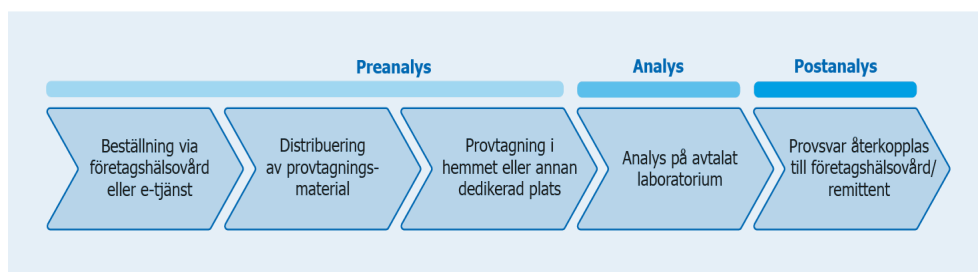 Preanalys
Analys
Postanalys
Beställning via
företagshälsovård
eller e-tjänst
Distribuering
av provtagnings-
material
Provtagning i
hemmet eller annan
dedikerad plats
Analys på avtalat
laboratorium
Provsvar återkopplas
till företagshälsovård/
remittent